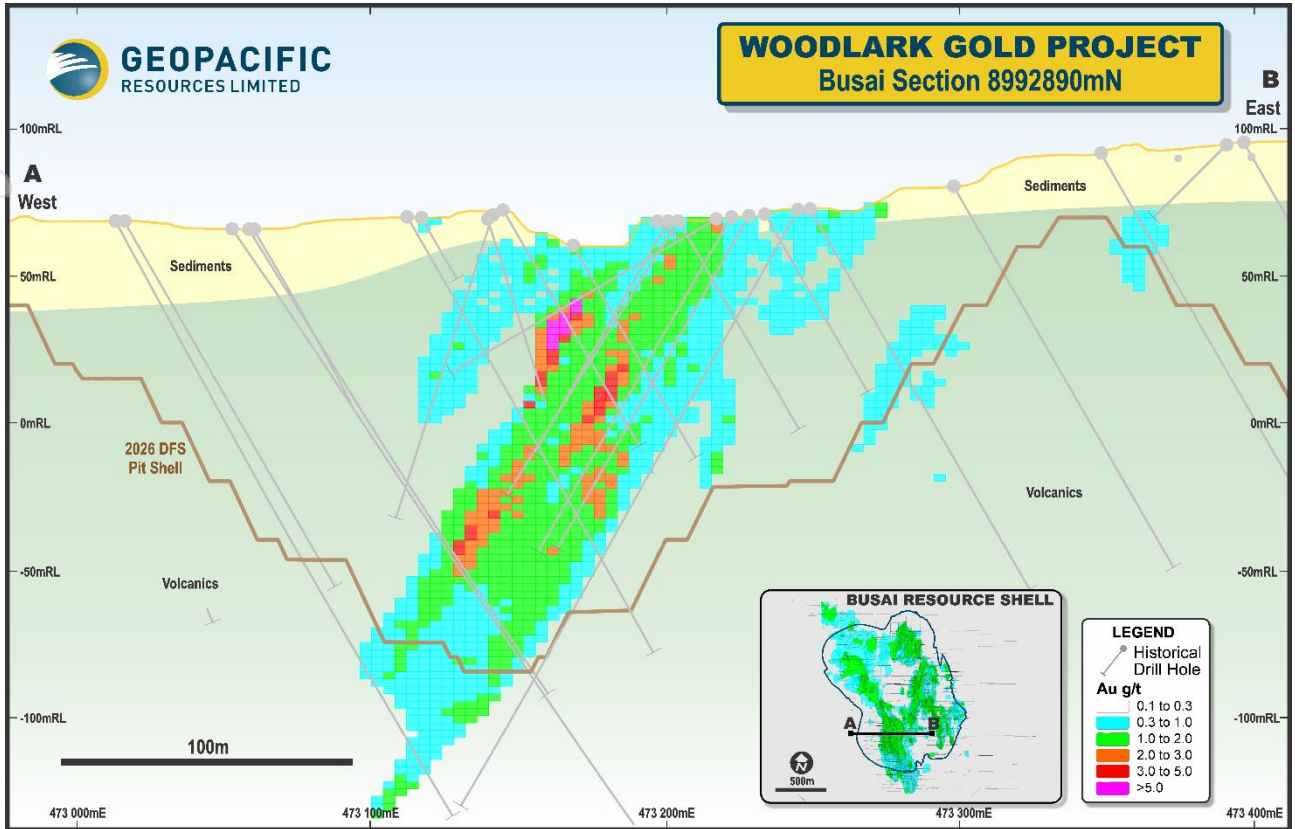 GEOPACIFIC
RESOURCES LIMITED
WOODLARK GOLD PROJECT
Busai Section 8992890mN
B
East
100mRL
100mRL
A
West
Sediments
Sediments
50mRL
50mRL
0mRL
0mRL
2026 DFS
Pit Shell
Volcanics
Volcanics
-50mRL
-50mRL
-100mRL
-100mRL
100m
BUSAI RESOURCE SHELL
A
B
N
500m
LEGEND
Historical
Drill Hole
Au g/t
0.1 to 0.3
0.3 to 1.0
1.0 to 2.0
2.0 to 3.0
3.0 to 5.0
>5.0
473 000mE
473 100mE
473 200mE
473 300mE
473 400mE